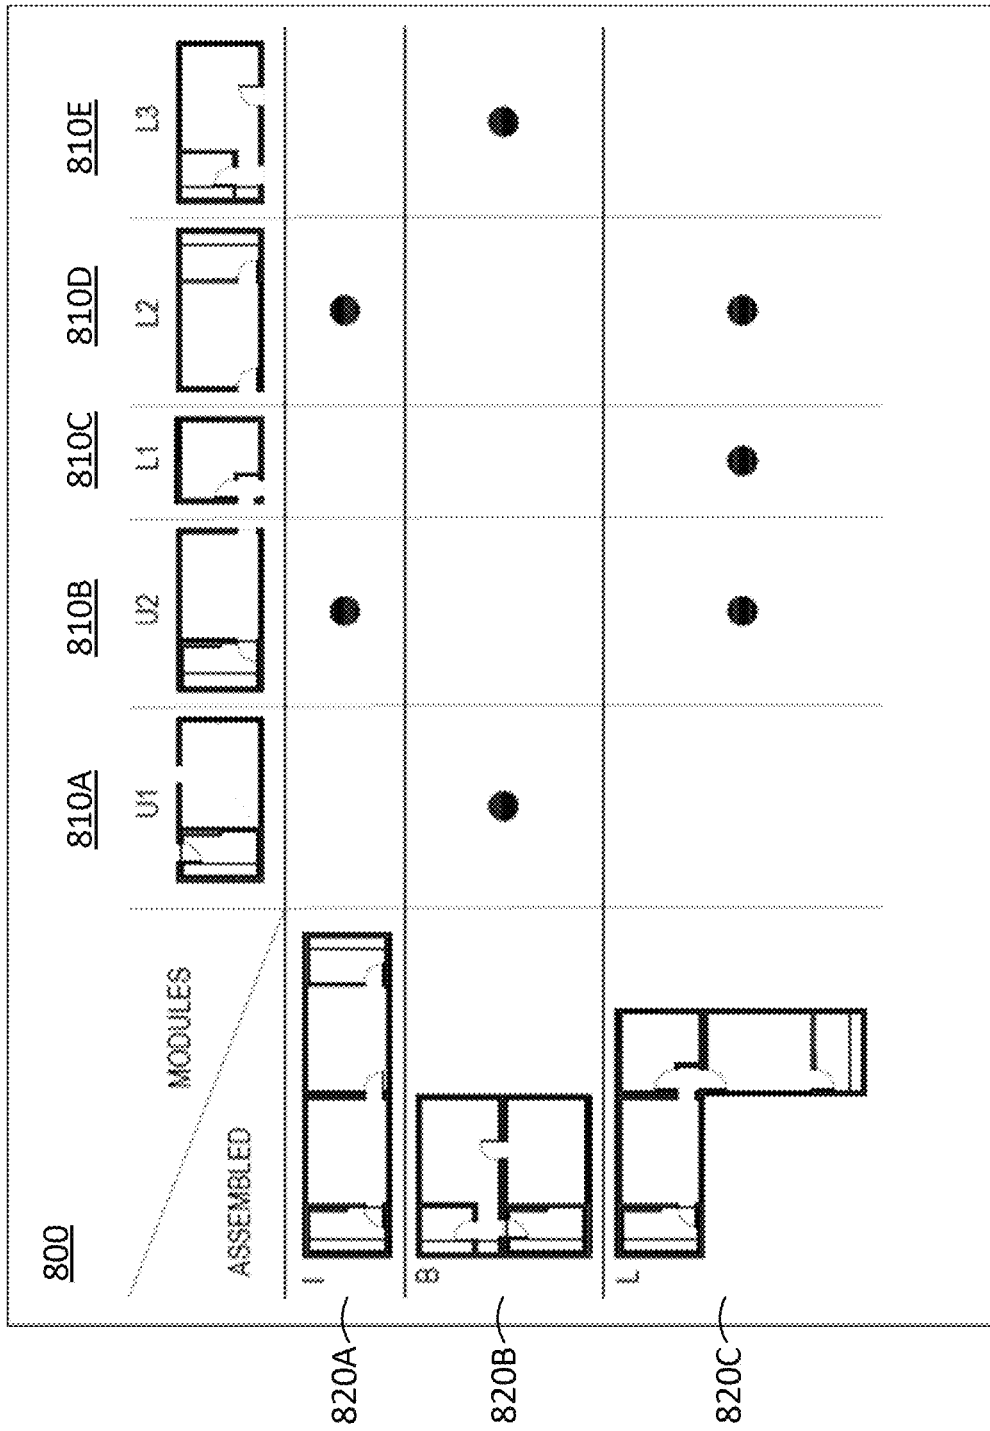 800
810A 810B 810C 810D 810E
U1 U2 L1 L2 L3
MODULES
ASSEMBLED
I
820A
B
820B
L
820C